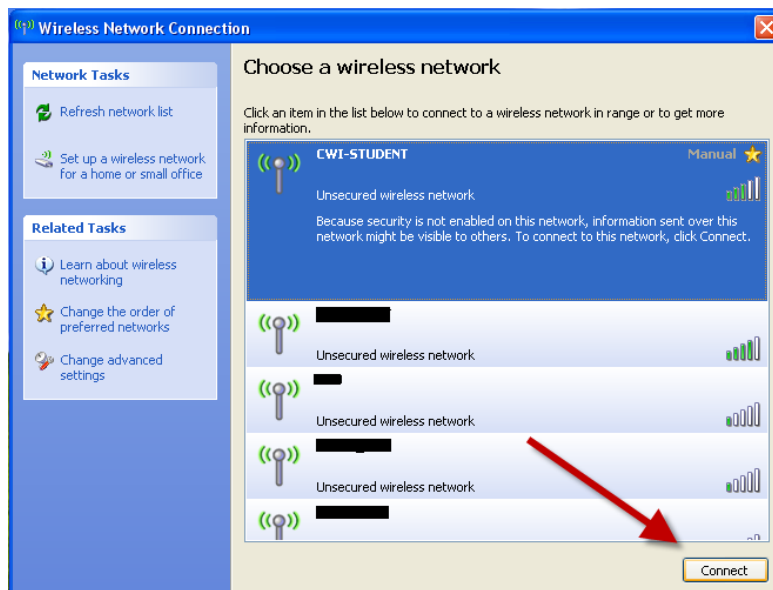 Wireless Network Connection
Network Tasks
Refresh network list
Set up a wireless network
for a home or small office
Related Tasks
Learn about wireless
networking
Change the order of
preferred networks
Change advanced
settings
Choose a wireless network
Click an item in the list below to connect to a wireless network in range or to get more
information.
CWI-STUDENT Manual
Unsecured wireless network
Because security is not enabled on this network, information sent over this
network might be visible to others. To connect to this network, click Connect.
Unsecured wireless network
Unsecured wireless network
Unsecured wireless network
Connect